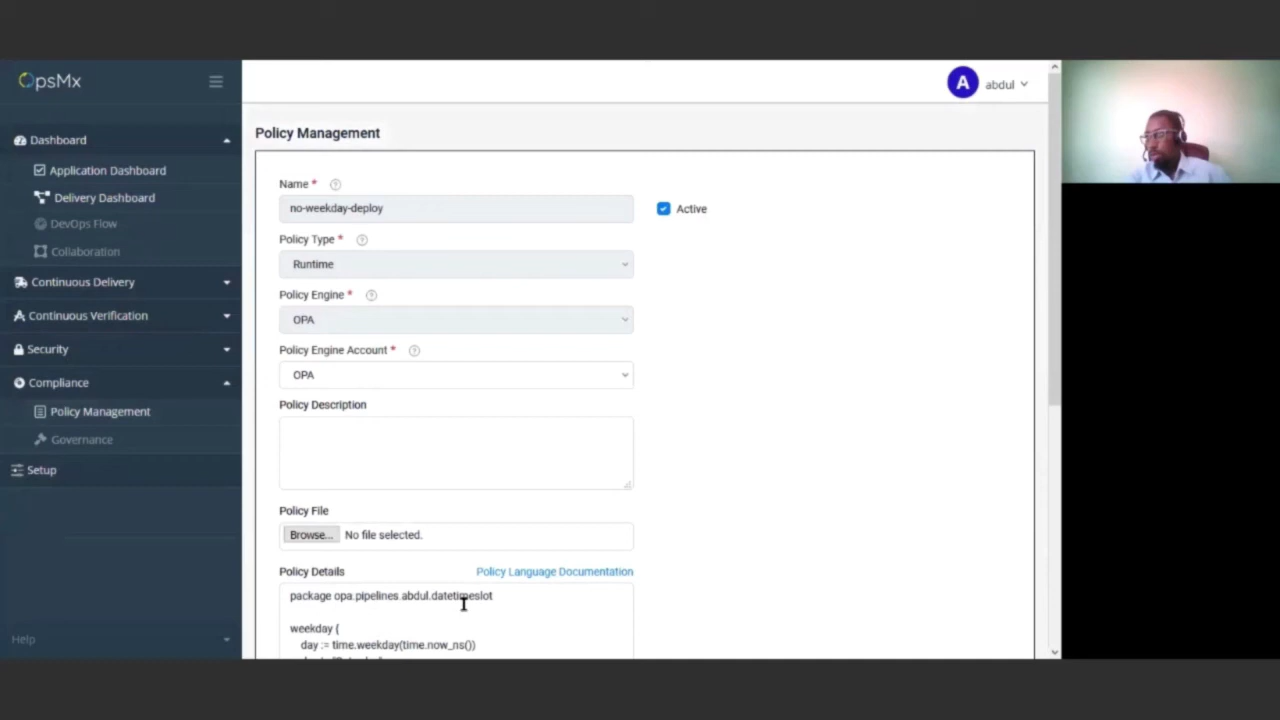 OpsMx
A
abdul
Dashboard
Application Dashboard
Delivery Dashboard
DevOps Flow
Collaboration
Continuous Delivery
Continuous Verification
Security
Compliance
Policy Management
Governance
Setup
Help
Policy Management
Name *
no-weekday-deploy
Active
Policy Type *
Runtime
Policy Engine *
OPA
Policy Engine Account *
OPA
Policy Description
Policy File
Browse... No file selected.
Policy Details Policy Language Documentation
package opa.pipelines.abdul.datetimeslot
weekday {
day := time.weekday(time.now_ns())